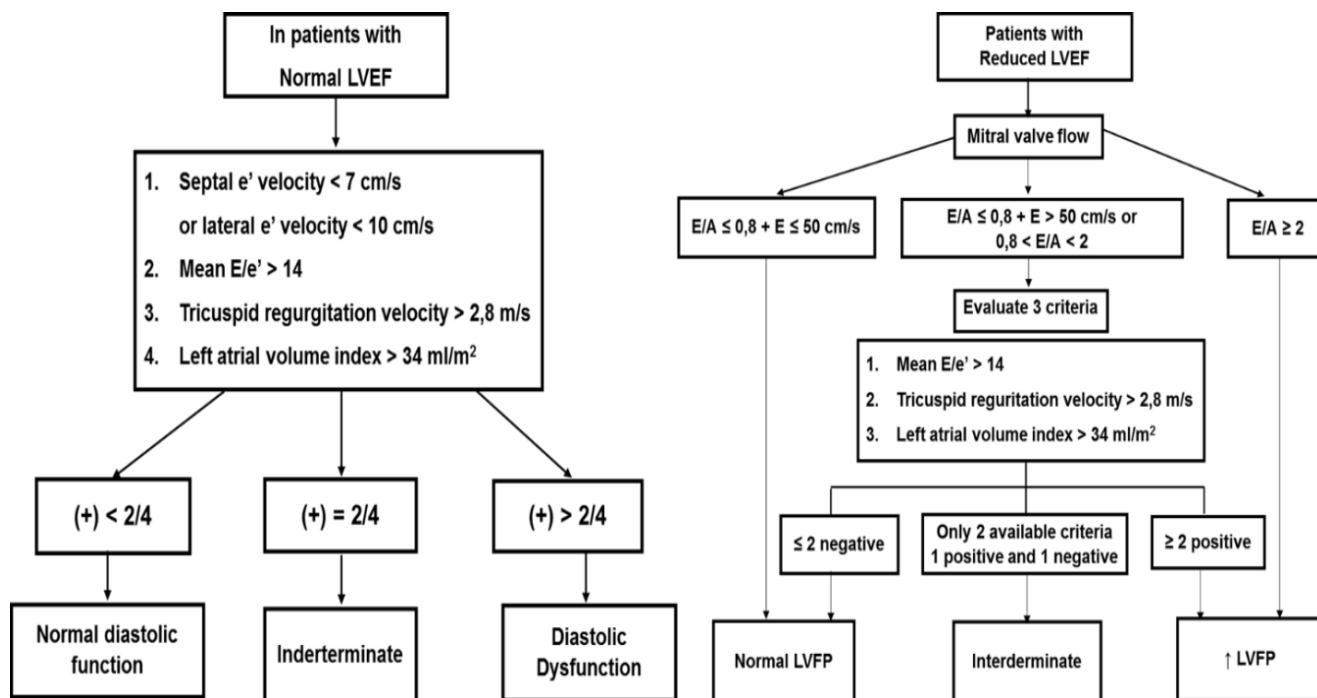 In patients with
Normal LVEF
1. Septal e’ velocity < 7 cm/s
or lateral e’ velocity < 10 cm/s
2. Mean E/e’ > 14
3. Tricuspid regurgitation velocity > 2,8 m/s
4. Left atrial volume index > 34 ml/m²
(+) < 2/4
(+) = 2/4
(+) > 2/4
Normal diastolic
function
Inderterminate
Diastolic
Dysfunction
Patients with
Reduced LVEF
Mitral valve flow
E/A ≤ 0,8 + E ≤ 50 cm/s
E/A ≤ 0,8 + E > 50 cm/s or
0,8 < E/A < 2
E/A ≥ 2
Evaluate 3 criteria
1. Mean E/e’ > 14
2. Tricuspid reguritation velocity > 2,8 m/s
3. Left atrial volume index > 34 ml/m²
≤ 2 negative
Only 2 available criteria
1 positive and 1 negative
≥ 2 positive
Normal LVFP
Interderminate
↑ LVFP